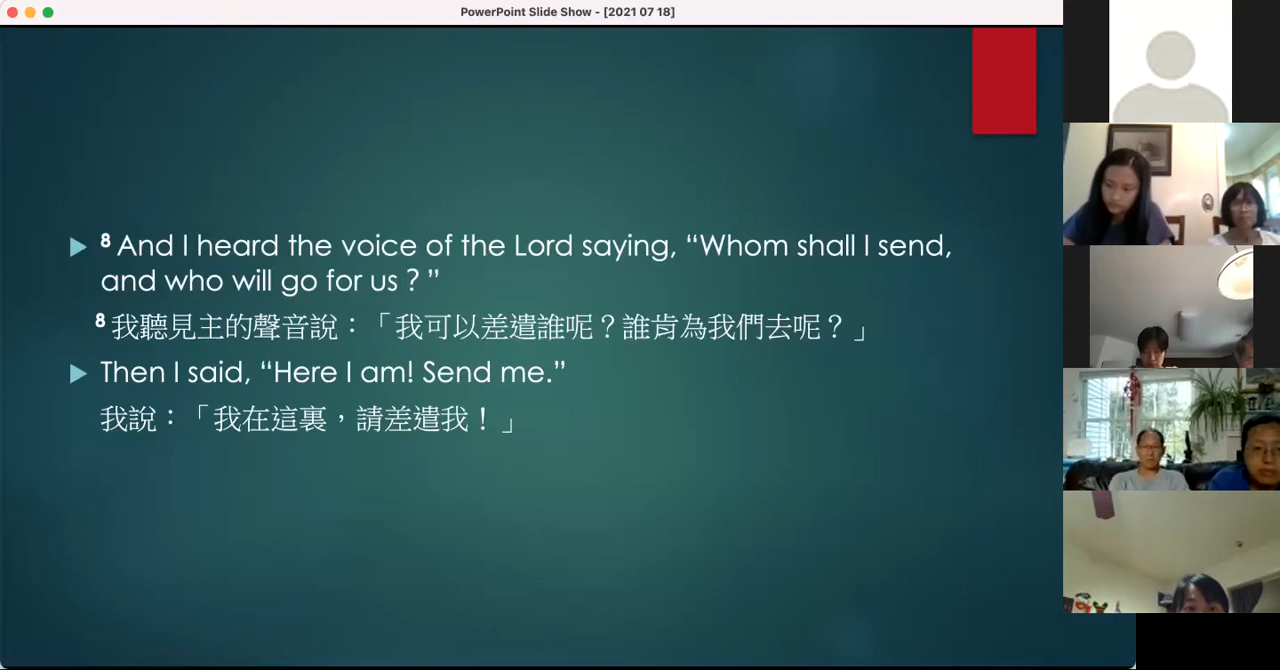 PowerPoint Slide Show - [2021 07 18]
8 And I heard the voice of the Lord saying, “Whom shall I send,
and who will go for us ? ”
8 我聽見主的聲音說：「我可以差遣誰呢？誰肯為我們去呢？」
Then I said, “Here I am! Send me.”
我說：「我在這裏，請差遣我！」